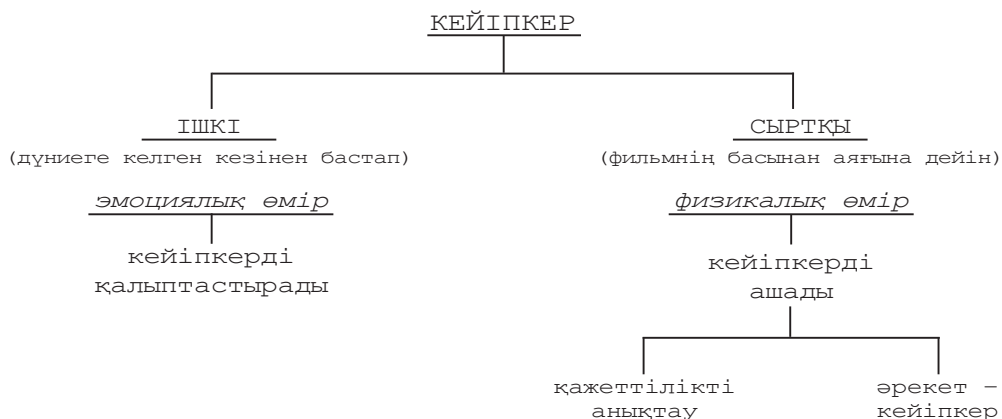 КЕЙІПКЕР
ІШКІ
(дүниеге келген кезінен бастап)
эмоциялық өмір
кейіпкерді
қалыптастырады
СЫРТҚЫ
(фильмнің басынан аяғына дейін)
физикалық өмір
кейіпкерді
ашады
қажеттілікті
анықтау
әрекет –
кейіпкер